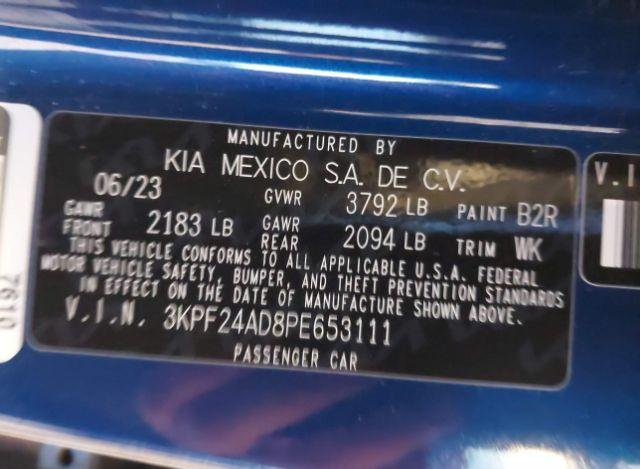 MANUFACTURED BY
KIA MEXICO S.A. DE C.V.
06/23 GVWR 3792 LB PAINT B2R
GAWR FRONT 2183 LB GAWR REAR 2094 LB TRIM WK
THIS VEHICLE CONFORMS TO ALL APPLICABLE U.S.A. FEDERAL
MOTOR VEHICLE SAFETY, BUMPER, AND THEFT PREVENTION STANDARDS
IN EFFECT ON THE DATE OF MANUFACTURE SHOWN ABOVE.
V.I.N. 3KPF24AD8PE653111
PASSENGER CAR
V.I